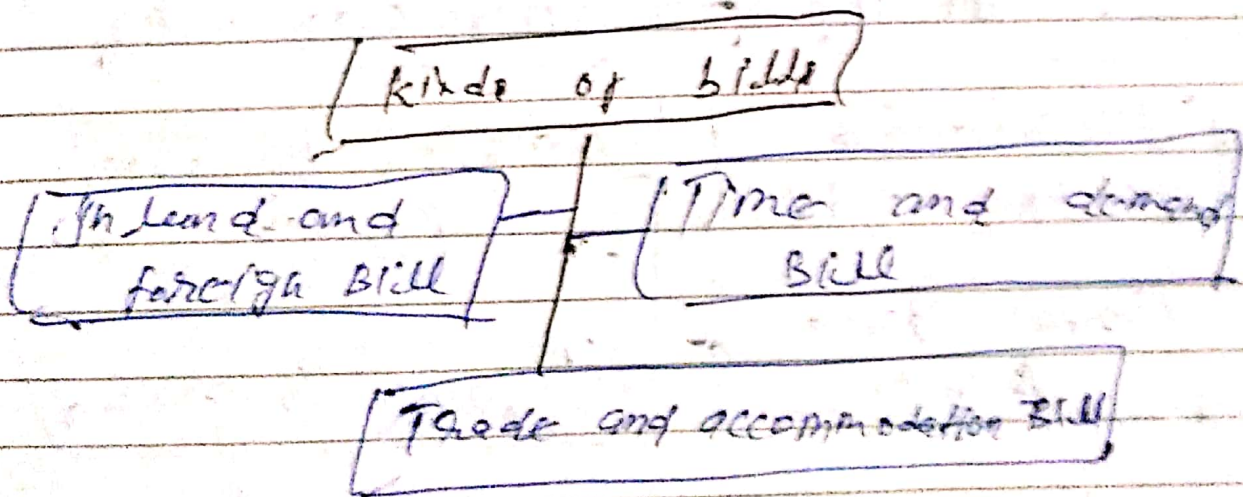 Kinds of bills
Inland and
foreign Bill
Time and demand
Bill
Trade and accommodation Bill